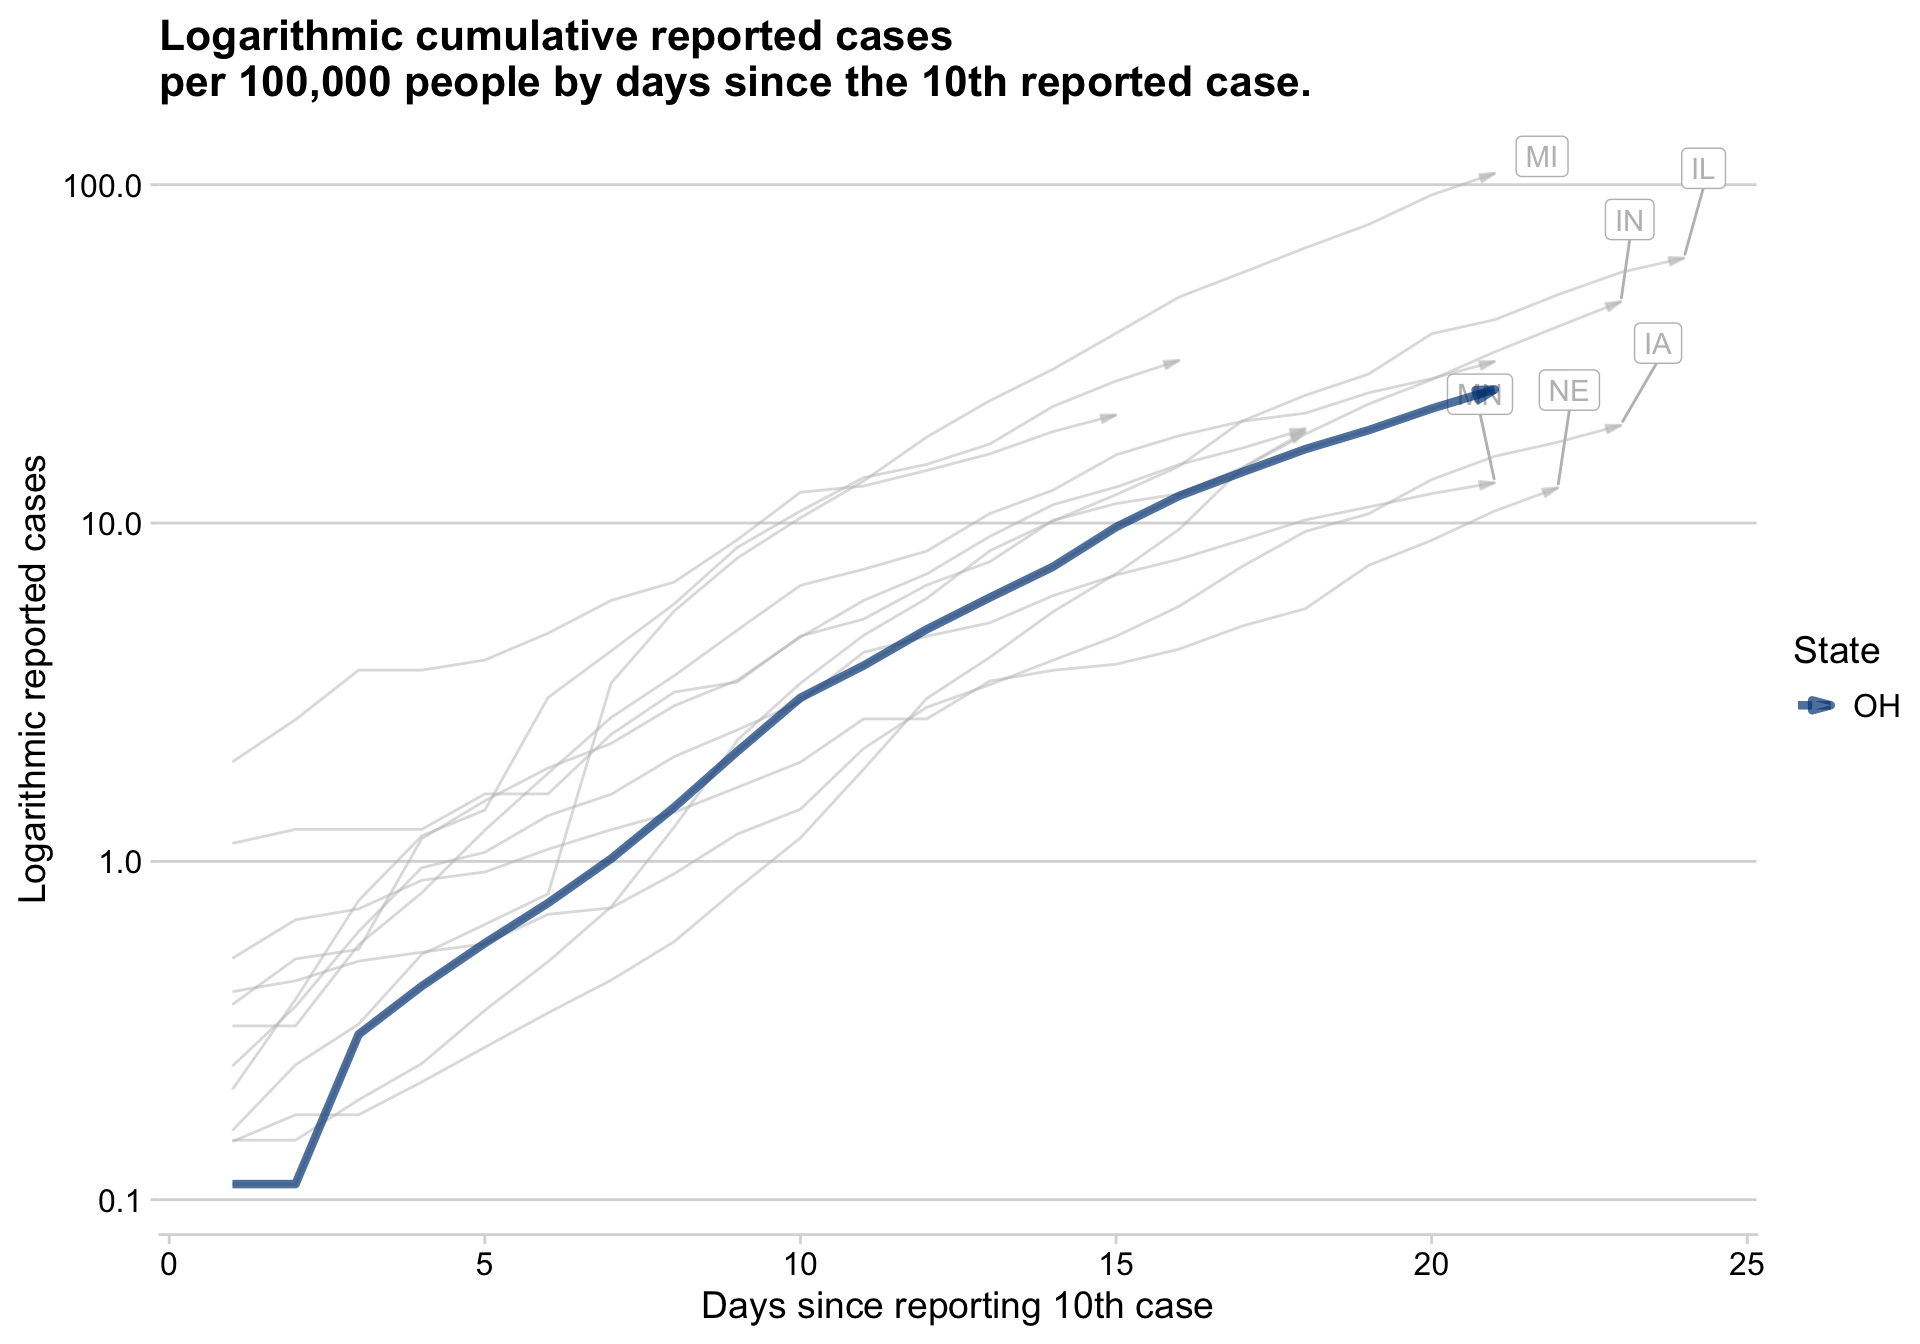 Logarithmic cumulative reported cases
per 100,000 people by days since the 10th reported case.
MI
IL
IN
IA
MN
NE
100.0
10.0
1.0
0.1
Logarithmic reported cases
0
5
10
15
20
25
Days since reporting 10th case
State
OH